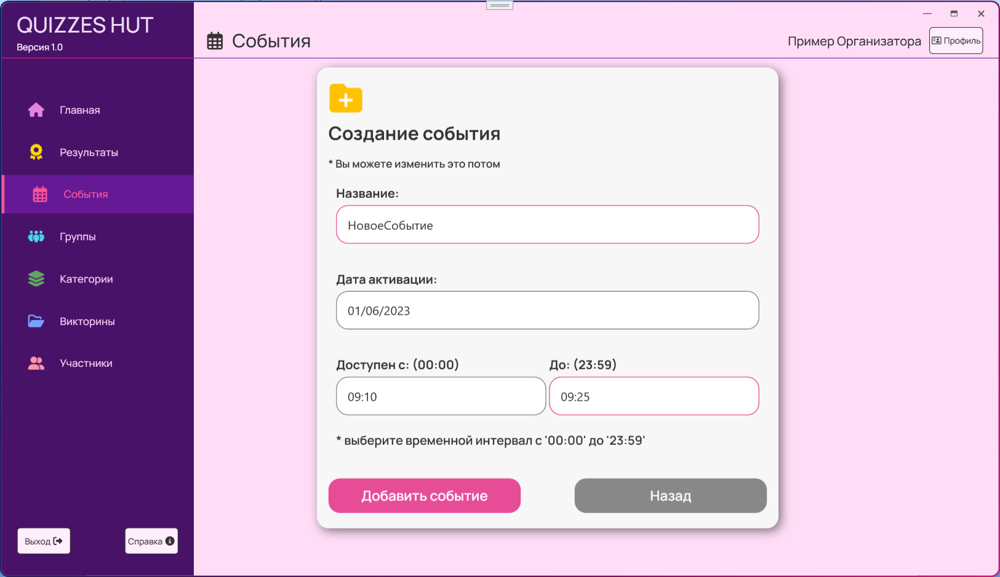 QUIZZES HUT
Версия 1.0
События
Пример Организатора
Профиль
Главная
Результаты
События
Группы
Категории
Викторины
Участники
Выход
Справка
Создание события
* Вы можете изменить это потом
Название:
НовоеСобытие
Дата активации:
01/06/2023
Доступен с: (00:00) До: (23:59)
09:10 09:25
* выберите временной интервал с '00:00' до '23:59'
Добавить событие
Назад